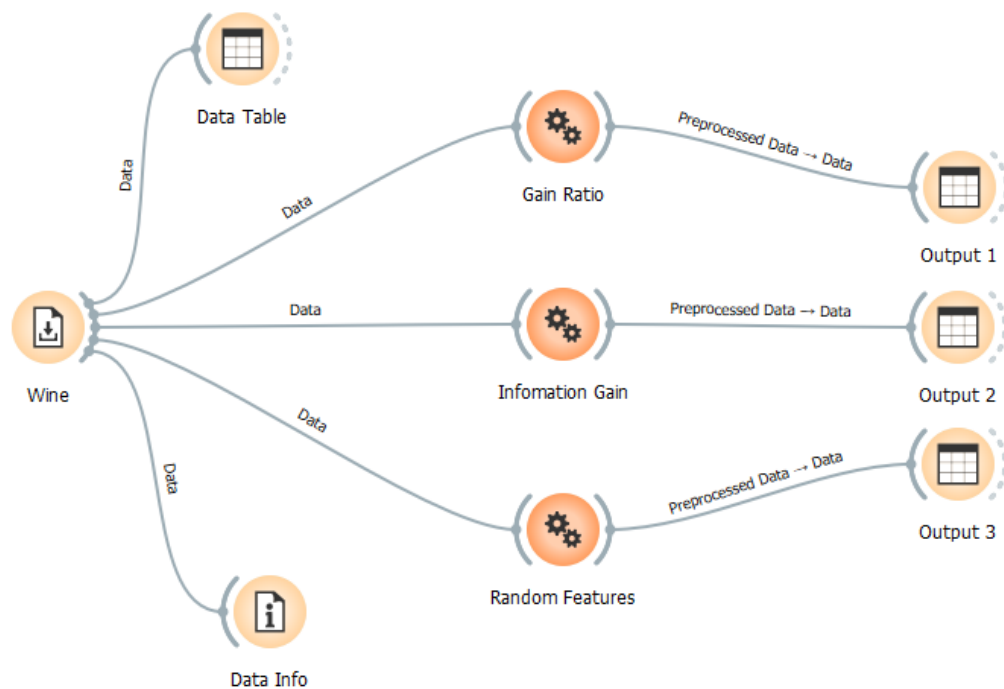 Data Table
Data
Gain Ratio
Data
Preprocessed Data → Data
Output 1
Wine
Data
Infomation Gain
Preprocessed Data → Data
Output 2
Data
Random Features
Preprocessed Data → Data
Output 3
Data
Data Info